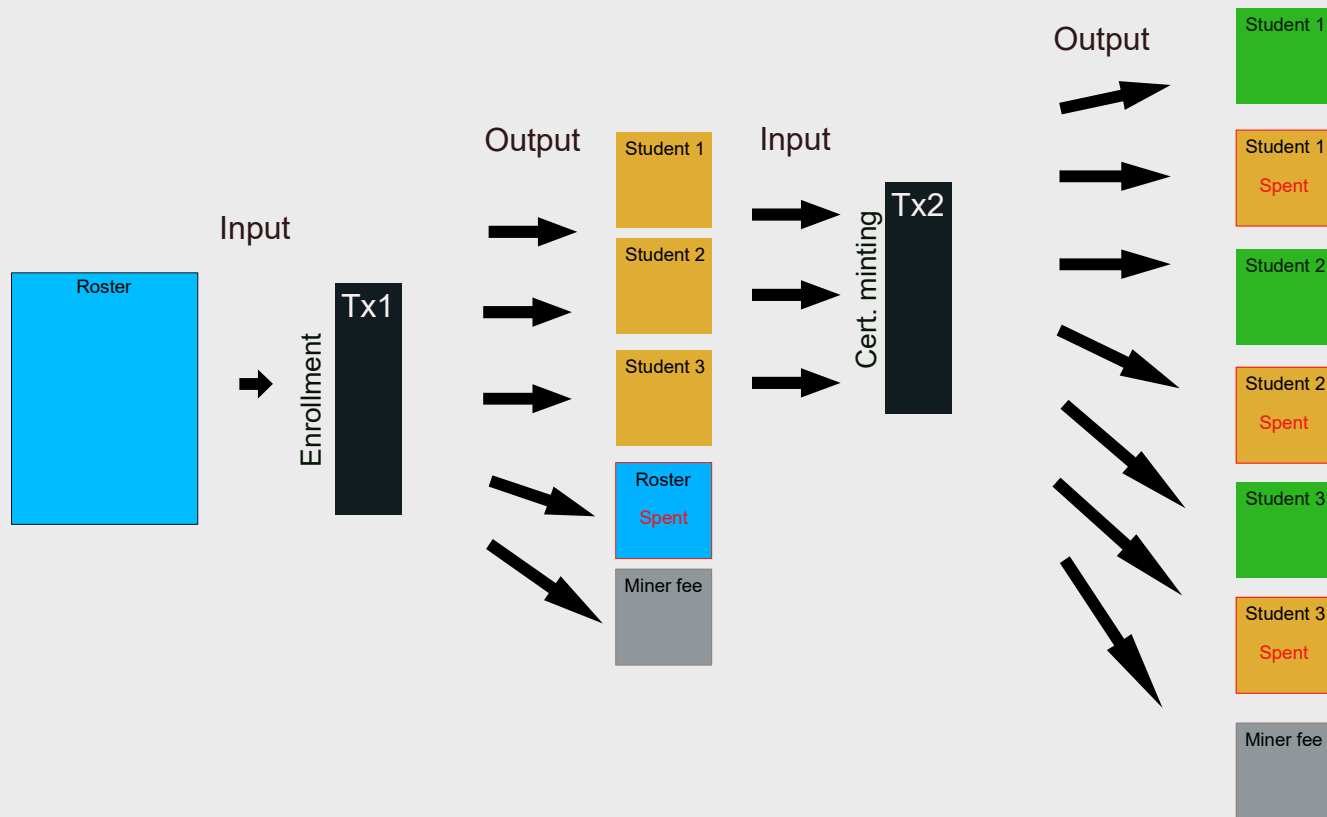 Input
Roster
Enrollment
Tx1
Output
Student 1
Student 2
Student 3
Roster
Spent
Miner fee
Input
Cert. minting
Tx2
Output
Student 1
Student 1
Spent
Student 2
Student 2
Spent
Student 3
Student 3
Spent
Miner fee